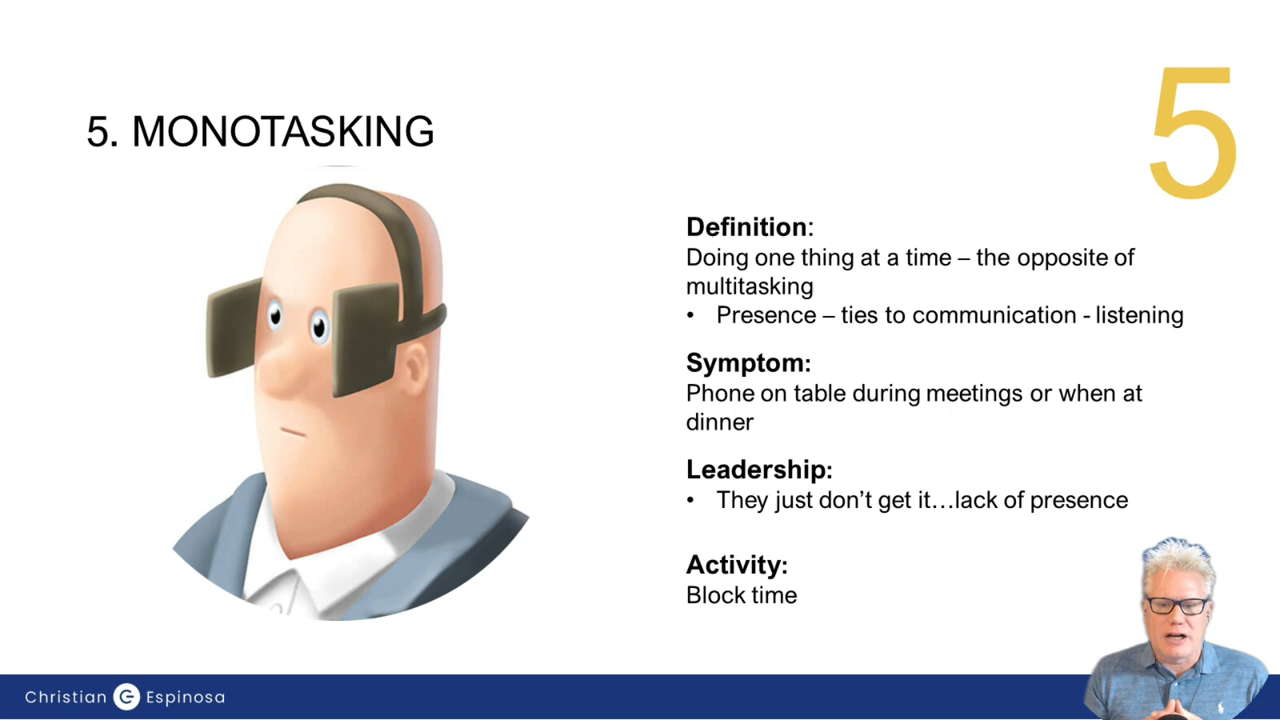 5
5. MONOTASKING
Definition:
Doing one thing at a time – the opposite of
multitasking
• Presence – ties to communication - listening
Symptom:
Phone on table during meetings or when at
dinner
Leadership:
• They just don’t get it…lack of presence
Activity:
Block time
Christian Espinosa